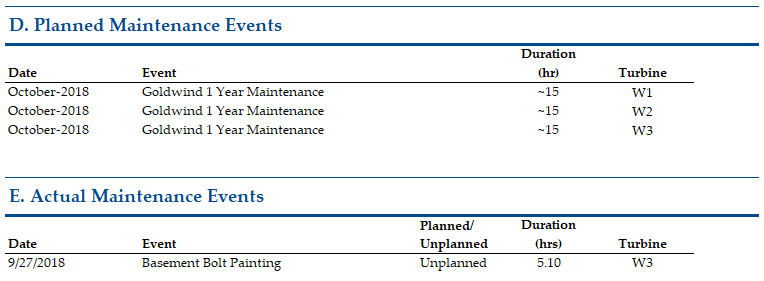 D. Planned Maintenance Events
Duration
Date Event (hr) Turbine
October-2018 Goldwind 1 Year Maintenance ~15 W1
October-2018 Goldwind 1 Year Maintenance ~15 W2
October-2018 Goldwind 1 Year Maintenance ~15 W3
E. Actual Maintenance Events
Planned/ Duration
Date Event Unplanned (hrs) Turbine
9/27/2018 Basement Bolt Painting Unplanned 5.10 W3